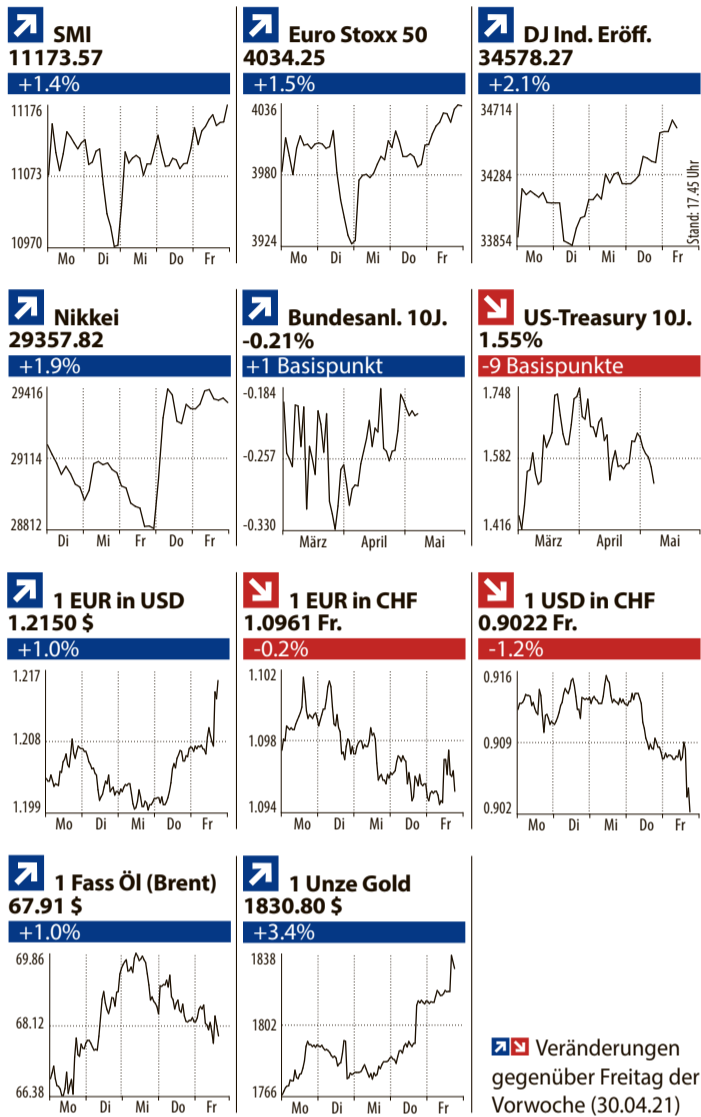 SMI
11173.57
+1.4%
11176
11073
10970
Mo Di Mi Do Fr
Euro Stoxx 50
4034.25
+1.5%
4036
3980
3924
Mo Di Mi Do Fr
DJ Ind. Eröff.
34578.27
+2.1%
34714
34284
33854
Mo Di Mi Do Fr
Stand: 17.45 Uhr
Nikkei
29357.82
+1.9%
29416
29114
28812
Di Mi Fr Do Fr
Bundesanl. 10J.
-0.21%
+1 Basispunkt
-0.184
-0.257
-0.330
März April Mai
US-Treasury 10J.
1.55%
-9 Basispunkte
1.748
1.582
1.416
März April Mai
1 EUR in USD
1.2150 $
+1.0%
1.217
1.208
1.199
Mo Di Mi Do Fr
1 EUR in CHF
1.0961 Fr.
-0.2%
1.102
1.098
1.094
Mo Di Mi Do Fr
1 USD in CHF
0.9022 Fr.
-1.2%
0.916
0.909
0.902
Mo Di Mi Do Fr
1 Fass Öl (Brent)
67.91 $
+1.0%
69.86
68.12
66.38
Mo Di Mi Do Fr
1 Unze Gold
1830.80 $
+3.4%
1838
1802
1766
Mo Di Mi Do Fr
Veränderungen
gegenüber Freitag der
Vorwoche (30.04.21)